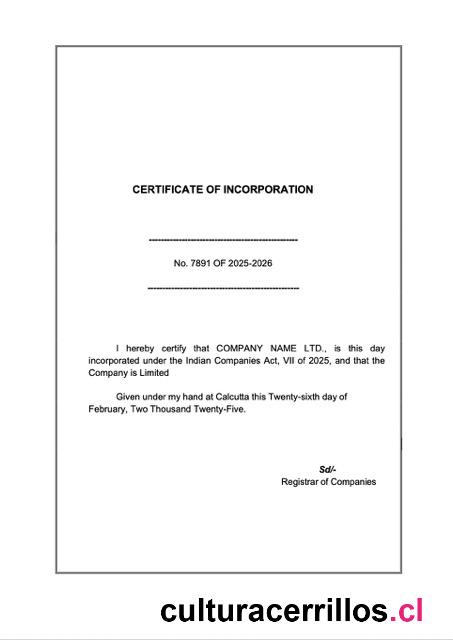 CERTIFICATE OF INCORPORATION
--------------------------------------------------
No. 7891 OF 2025-2026
---------------------------------------------------
I hereby certify that COMPANY NAME LTD., is this day
incorporated under the Indian Companies Act, VII of 2025, and that the
Company is Limited
Given under my hand at Calcutta this Twenty-sixth day of
February, Two Thousand Twenty-Five.
Sd/-
Registrar of Companies
culturacerrillos.cl